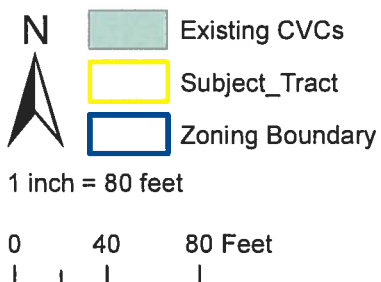 N
Existing CVCs
Subject_Tract
Zoning Boundary
1 inch = 80 feet
0 40 80 Feet